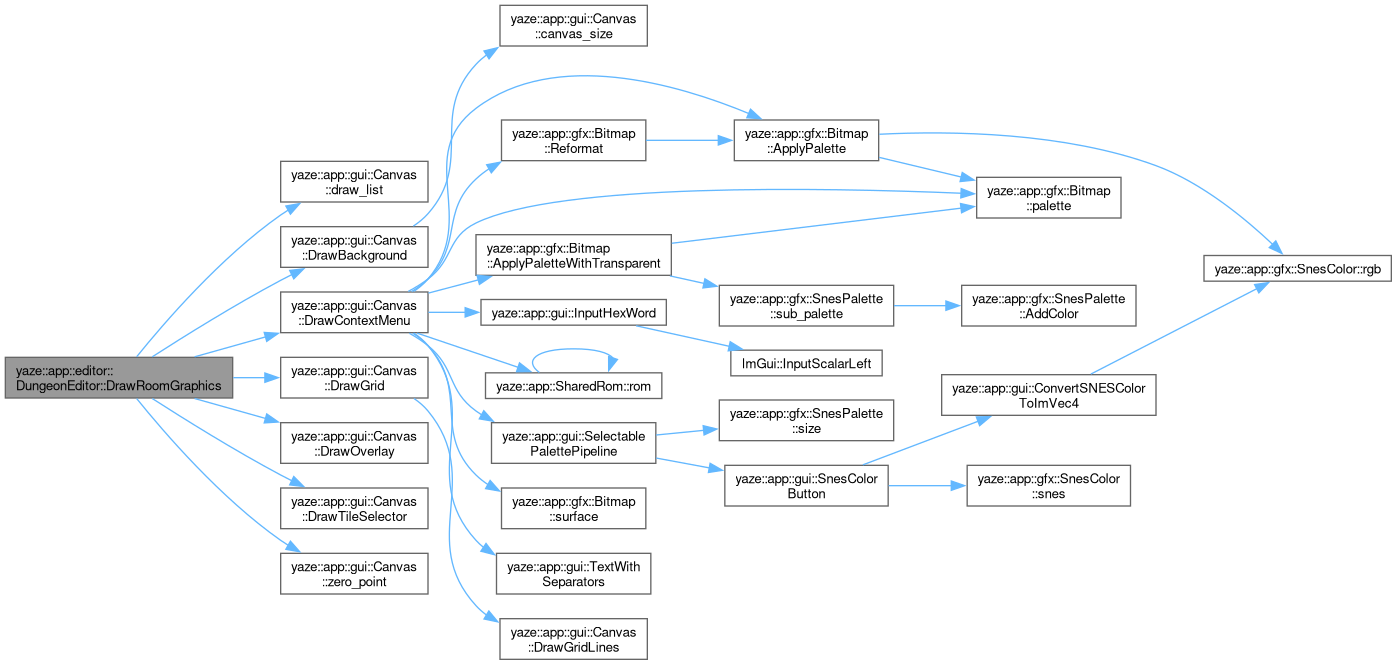 yaze::app::editor::
DungeonEditor::DrawRoomGraphics
yaze::app::gui::Canvas
::draw_list
yaze::app::gui::Canvas
::DrawBackground
yaze::app::gui::Canvas
::DrawContextMenu
yaze::app::gui::Canvas
::DrawGrid
yaze::app::gui::Canvas
::DrawOverlay
yaze::app::gui::Canvas
::DrawTileSelector
yaze::app::gui::Canvas
::zero_point
yaze::app::gui::Canvas
::canvas_size
yaze::app::gfx::Bitmap
::Reformat
yaze::app::gfx::Bitmap
::ApplyPaletteWithTransparent
yaze::app::gui::InputHexWord
yaze::app::SharedRom::rom
yaze::app::gui::Selectable
PalettePipeline
yaze::app::gfx::Bitmap
::surface
yaze::app::gui::TextWith
Separators
yaze::app::gui::Canvas
::DrawGridLines
yaze::app::gfx::Bitmap
::ApplyPalette
yaze::app::gfx::SnesPalette
::sub_palette
ImGui::InputScalarLeft
yaze::app::gfx::SnesPalette
::size
yaze::app::gui::SnesColor
Button
yaze::app::gfx::Bitmap
::palette
yaze::app::gfx::SnesPalette
::AddColor
yaze::app::gui::ConvertSNESColor
ToImVec4
yaze::app::gfx::SnesColor
::snes
yaze::app::gfx::SnesColor::rgb